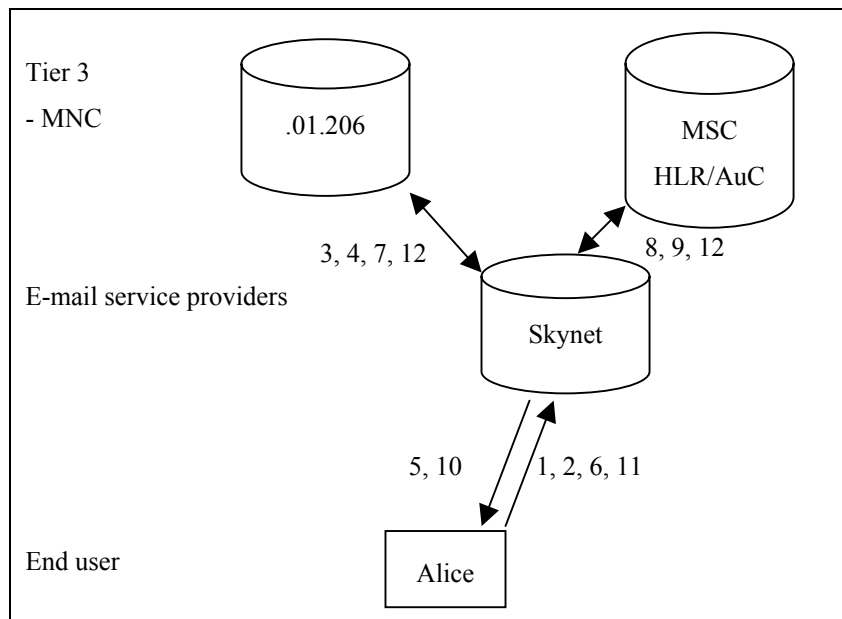 Tier 3
- MNC
.01.206
MSC
HLR/AuC
3, 4, 7, 12
8, 9, 12
E-mail service providers
Skynet
5, 10
1, 2, 6, 11
End user
Alice